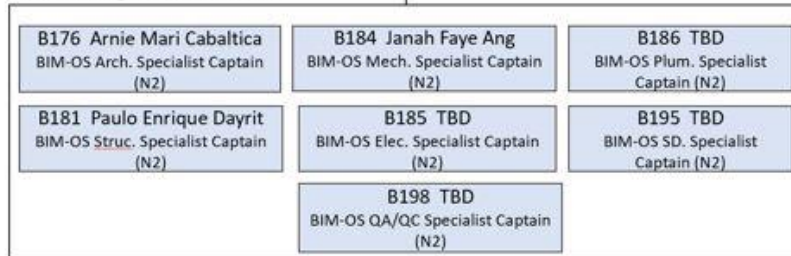 B176 Arnie Mari Cabaltica
BIM-OS Arch. Specialist Captain
(N2)
B184 Janah Faye Ang
BIM-OS Mech. Specialist Captain
(N2)
B186 TBD
BIM-OS Plum. Specialist
Captain (N2)
B181 Paulo Enrique Dayrit
BIM-OS Struc. Specialist Captain
(N2)
B185 TBD
BIM-OS Elec. Specialist Captain
(N2)
B195 TBD
BIM-OS SD. Specialist
Captain (N2)
B198 TBD
BIM-OS QA/QC Specialist Captain
(N2)